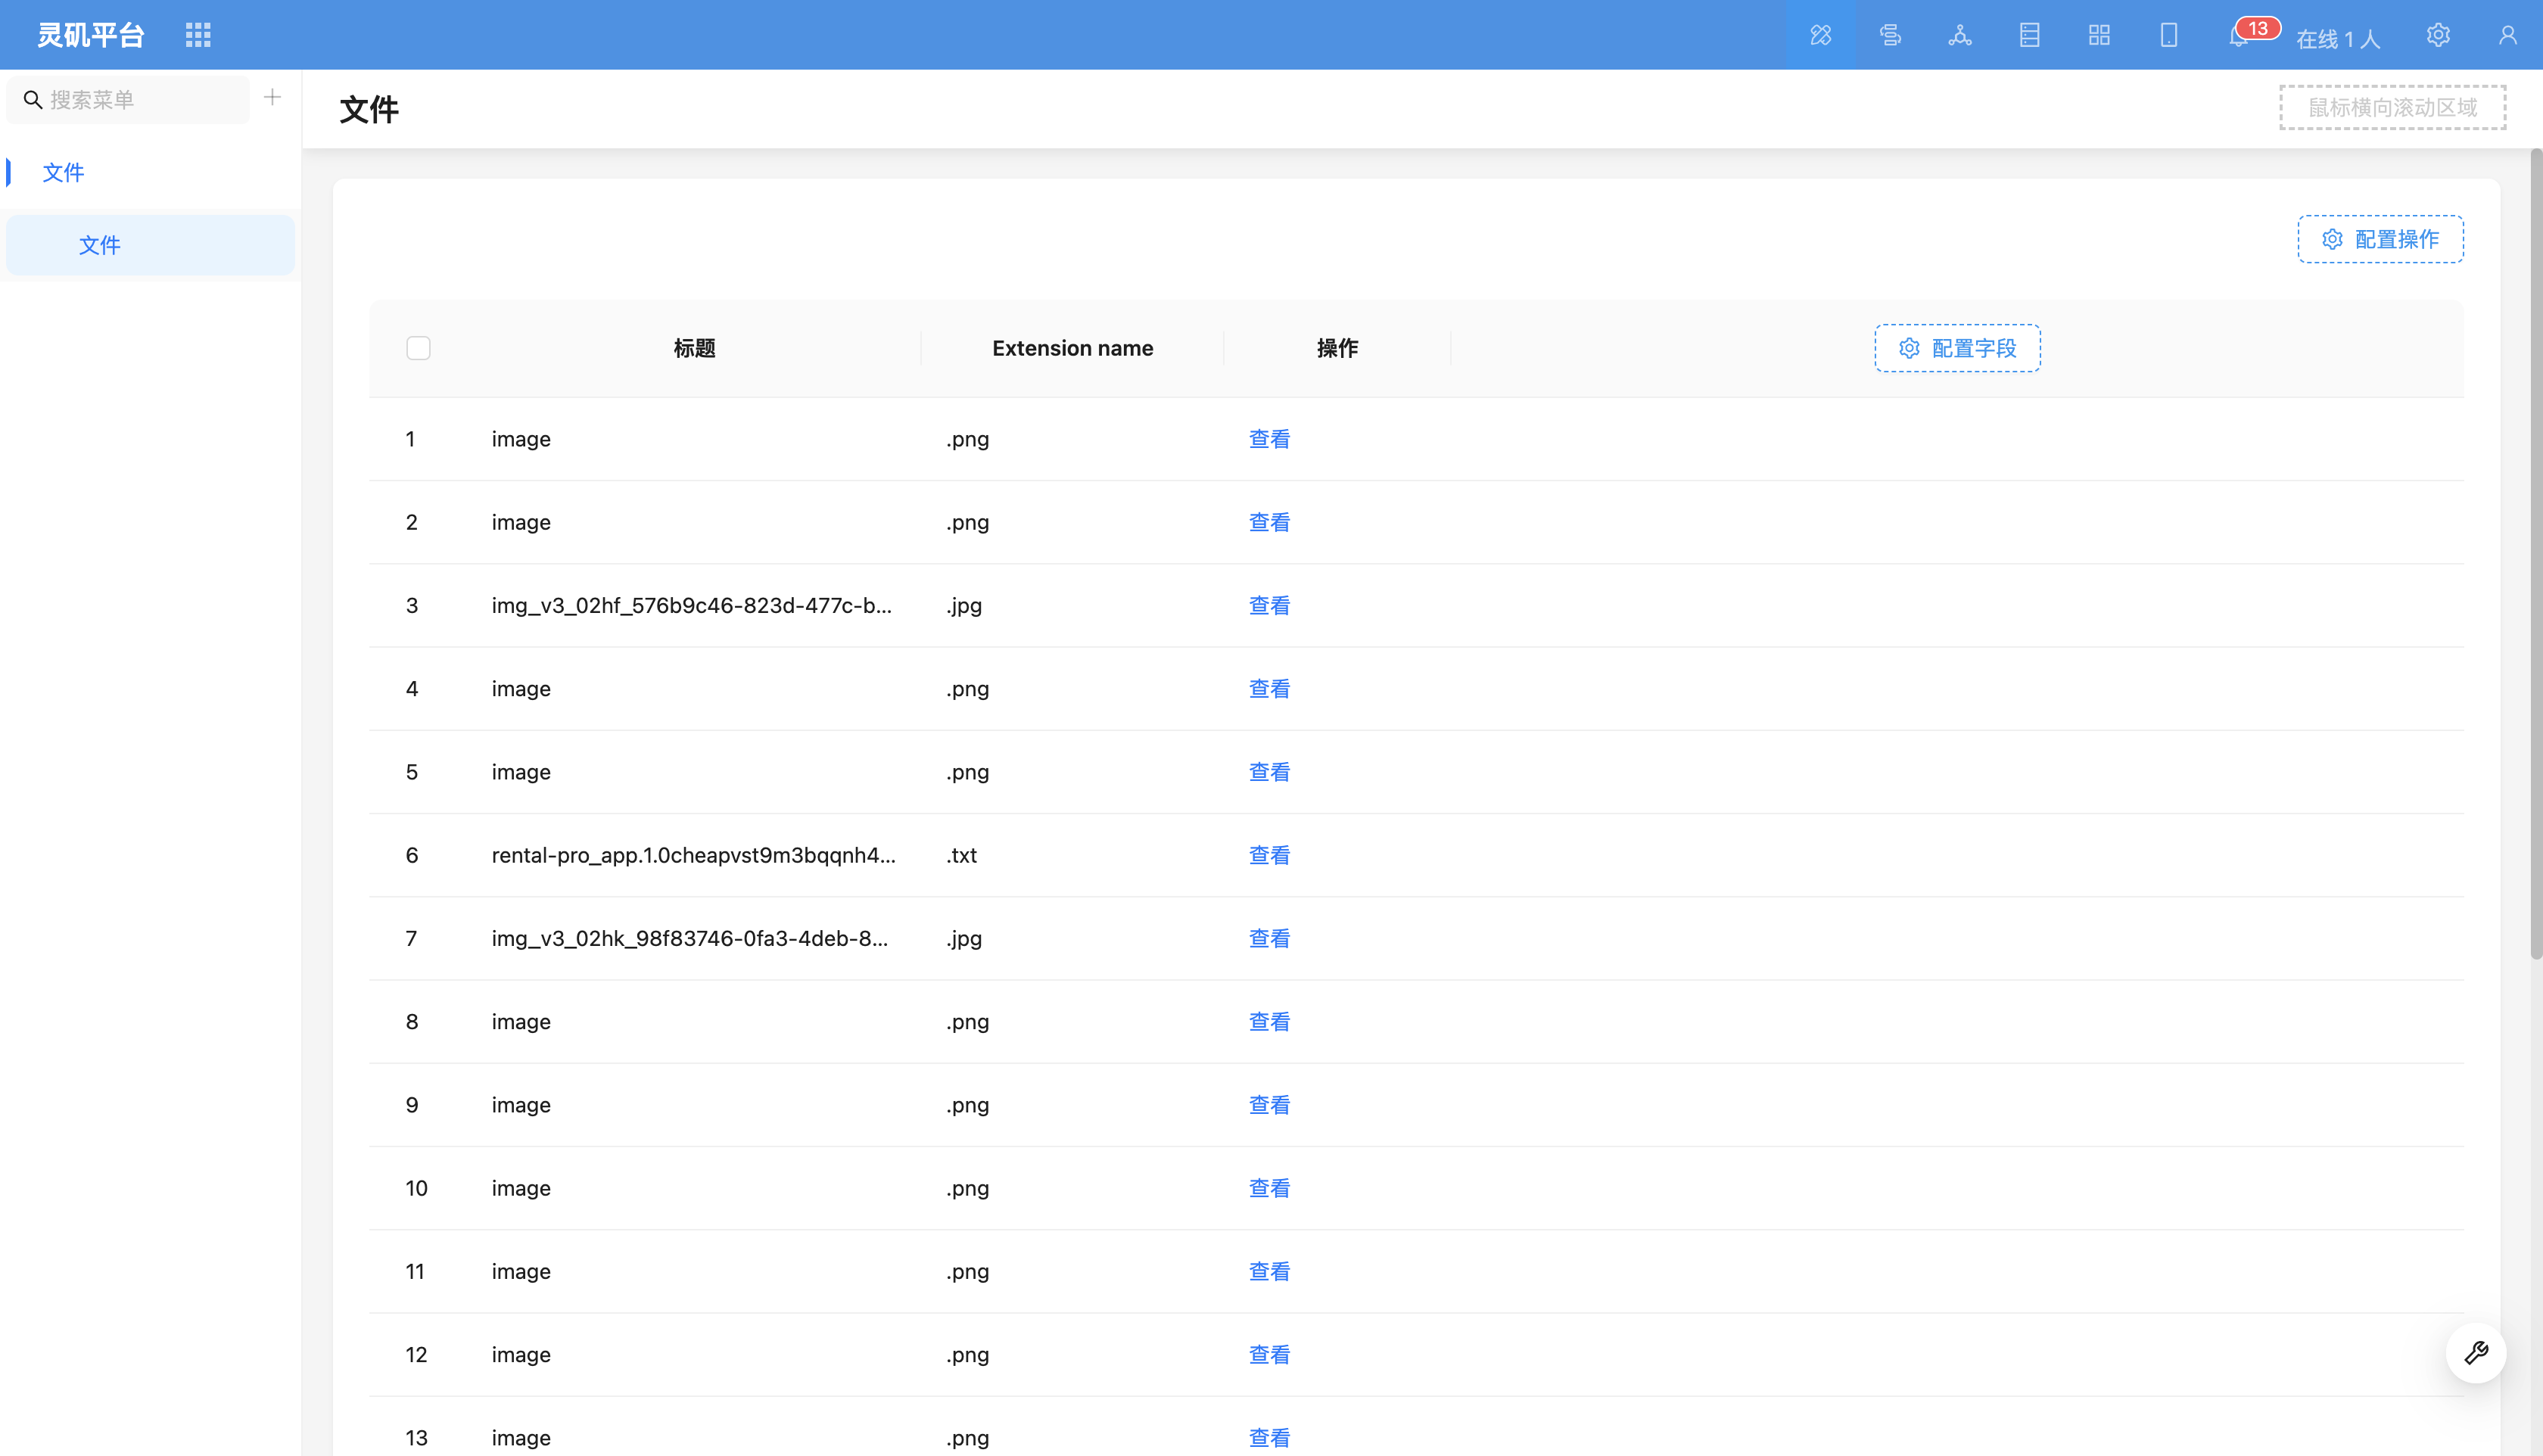 灵矶平台
13
在线 1 人
搜索菜单
文件
鼠标横向滚动区域
文件
文件
配置操作
标题 Extension name 操作 配置字段
1 image .png 查看
2 image .png 查看
3 img_v3_02hf_576b9c46-823d-477c-b... .jpg 查看
4 image .png 查看
5 image .png 查看
6 rental-pro_app.1.0cheapvst9m3bqqnh4... .txt 查看
7 img_v3_02hk_98f83746-0fa3-4deb-8... .jpg 查看
8 image .png 查看
9 image .png 查看
10 image .png 查看
11 image .png 查看
12 image .png 查看
13 image .png 查看